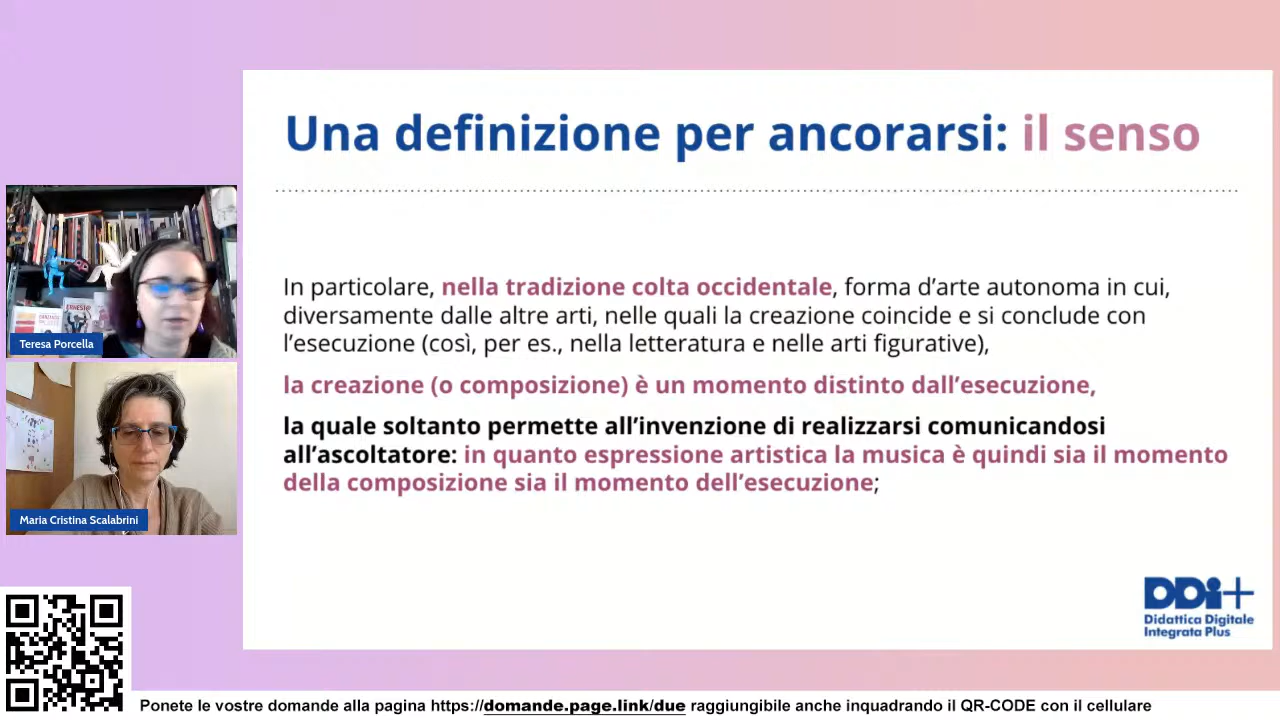 Una definizione per ancorarsi: il senso
In particolare, nella tradizione colta occidentale, forma d’arte autonoma in cui,
diversamente dalle altre arti, nelle quali la creazione coincide e si conclude con
l’esecuzione (così, per es., nella letteratura e nelle arti figurative),
la creazione (o composizione) è un momento distinto dall’esecuzione,
la quale soltanto permette all’invenzione di realizzarsi comunicandosi
all’ascoltatore: in quanto espressione artistica la musica è quindi sia il momento
della composizione sia il momento dell’esecuzione;
Teresa Porcella
Maria Cristina Scalabrini
DDi+
Didattica Digitale
Integrata Plus
Ponete le vostre domande alla pagina https://domande.page.link/due raggiungibile anche inquadrando il QR-CODE con il cellulare